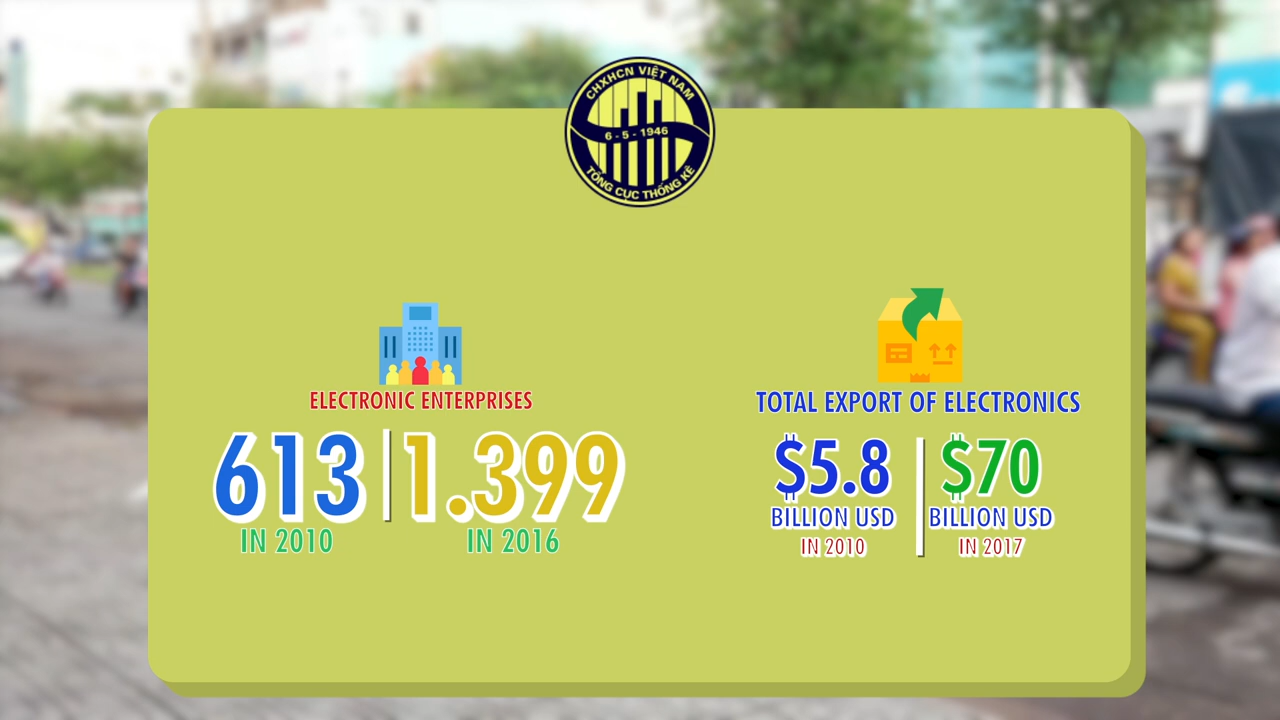 CHXHCN VIỆT NAM
6 - 5 - 1946
TỔNG CỤC THỐNG KÊ
ELECTRONIC ENTERPRISES
613
1.399
IN 2010
IN 2016
TOTAL EXPORT OF ELECTRONICS
$5.8
BILLION USD
IN 2010
$70
BILLION USD
IN 2017